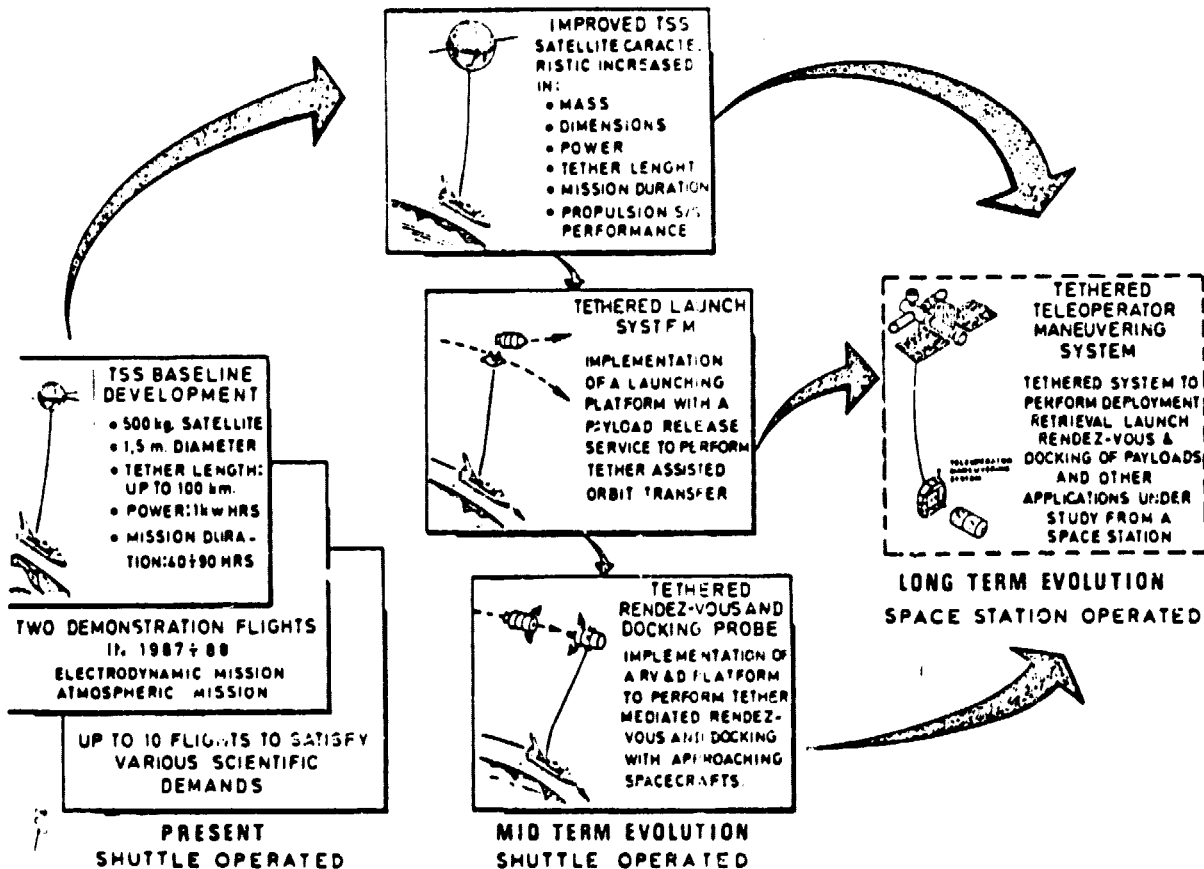 TSS BASELINE
DEVELOPMENT
• 500 kg. SATELLITE
• 1,5 m. DIAMETER
• TETHER LENGTH:
UP TO 100 km.
• POWER: 1kw HRS
• MISSION DURA-
TION: 40÷90 HRS
TWO DEMONSTRATION FLIGHTS
IN 1987÷88
ELECTRODYNAMIC MISSION
ATMOSPHERIC MISSION
UP TO 10 FLIGHTS TO SATISFY
VARIOUS SCIENTIFIC
DEMANDS
PRESENT
SHUTTLE OPERATED
IMPROVED TSS
SATELLITE CARACTE-
RISTIC INCREASED
IN:
• MASS
• DIMENSIONS
• POWER
• TETHER LENGHT
• MISSION DURATION
• PROPULSION S/S
PERFORMANCE
TETHERED LAUNCH
SYSTEM
IMPLEMENTATION
OF A LAUNCHING
PLATFORM WITH A
PAYLOAD RELEASE
SERVICE TO PERFORM
TETHER ASSISTED
ORBIT TRANSFER
TETHERED
RENDEZ-VOUS AND
DOCKING PROBE
IMPLEMENTATION OF
A RV&D PLATFORM
TO PERFORM TETHER
MEDIATED RENDEZ-
VOUS AND DOCKING
WITH APPROACHING
SPACECRAFTS.
MID TERM EVOLUTION
SHUTTLE OPERATED
TETHERED
TELEOPERATOR
MANEUVERING
SYSTEM
TETHERED SYSTEM TO
PERFORM DEPLOYMENT
RETRIEVAL LAUNCH
RENDEZ-VOUS &
DOCKING OF PAYLOADS
AND OTHER
APPLICATIONS UNDER
STUDY FROM A
SPACE STATION
TELEOPERATOR
MANEUVERING
SYSTEM
LONG TERM EVOLUTION
SPACE STATION OPERATED